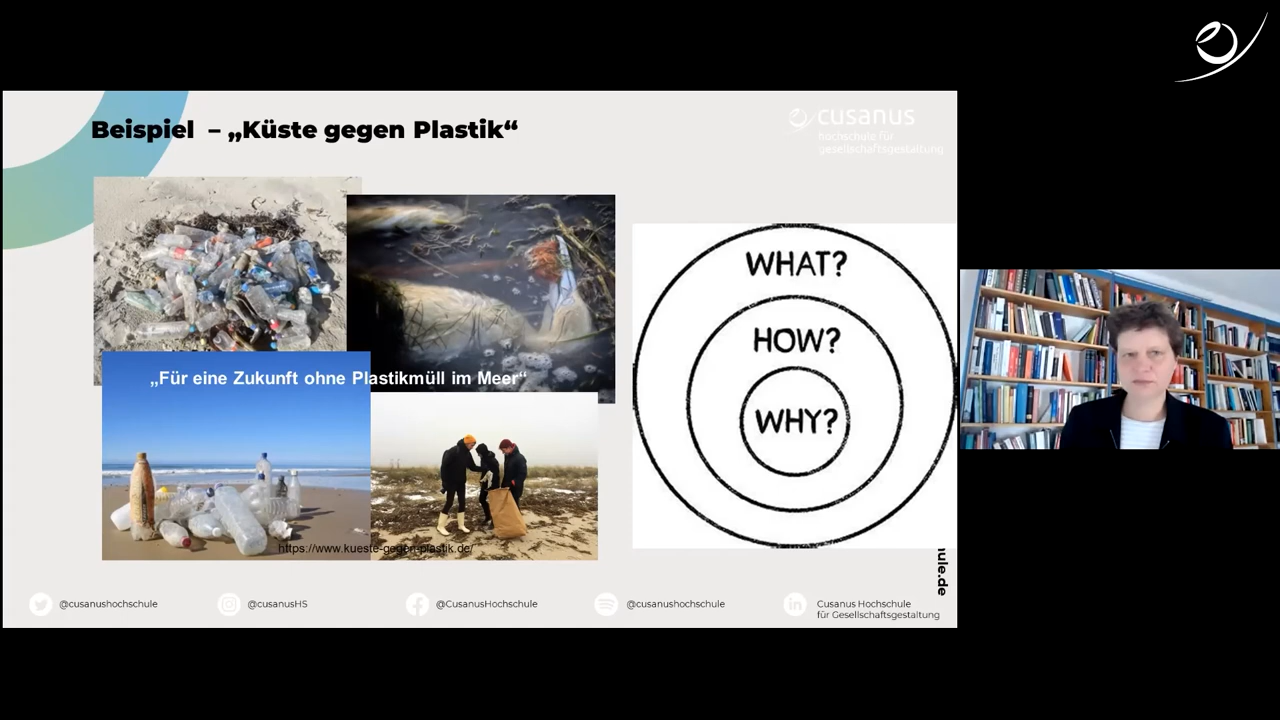 Beispiel – „Küste gegen Plastik“
cusanus
hochschule für
gesellschaftsgestaltung
WHAT?
HOW?
WHY?
„Für eine Zukunft ohne Plastikmüll im Meer“
https://www.kueste-gegen-plastik.de/
ule.de
@cusanushochschule
@cusanusHS
@CusanusHochschule
@cusanushochschule
in
Cusanus Hochschule
für Gesellschaftsgestaltung